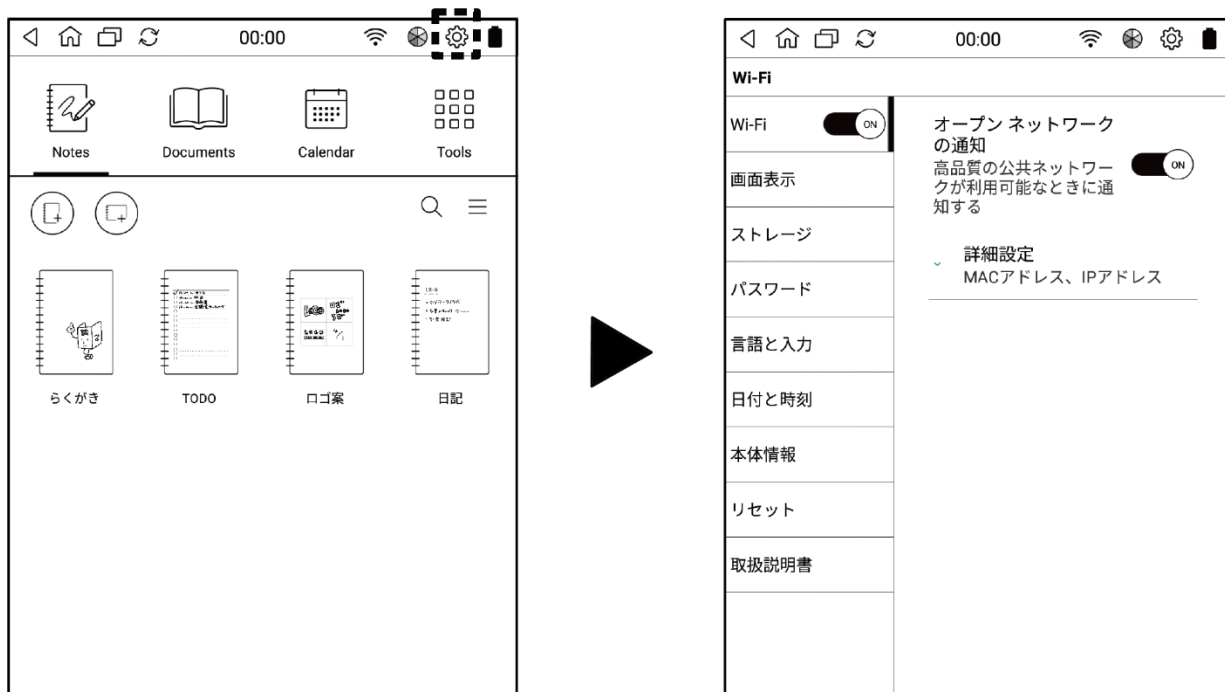 00:00
Notes
Documents
Calendar
Tools
らくがき
TODO
ロゴ案
日記
00:00
Wi-Fi
Wi-Fi
ON
画面表示
ストレージ
パスワード
言語と入力
日付と時刻
本体情報
リセット
取扱説明書
オープン ネットワーク
の通知
高品質の公共ネットワー
クが利用可能なときに通
知する
ON
詳細設定
MACアドレス、IPアドレス